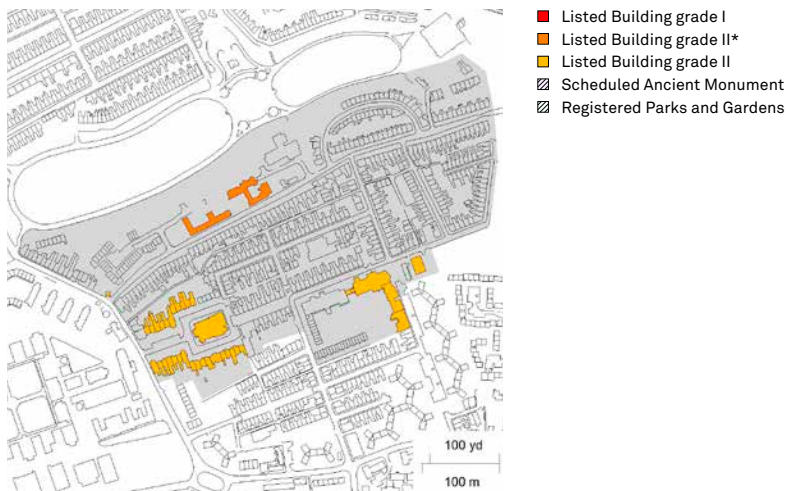 Listed Building grade I
Listed Building grade II*
Listed Building grade II
Scheduled Ancient Monument
Registered Parks and Gardens
100 yd
100 m